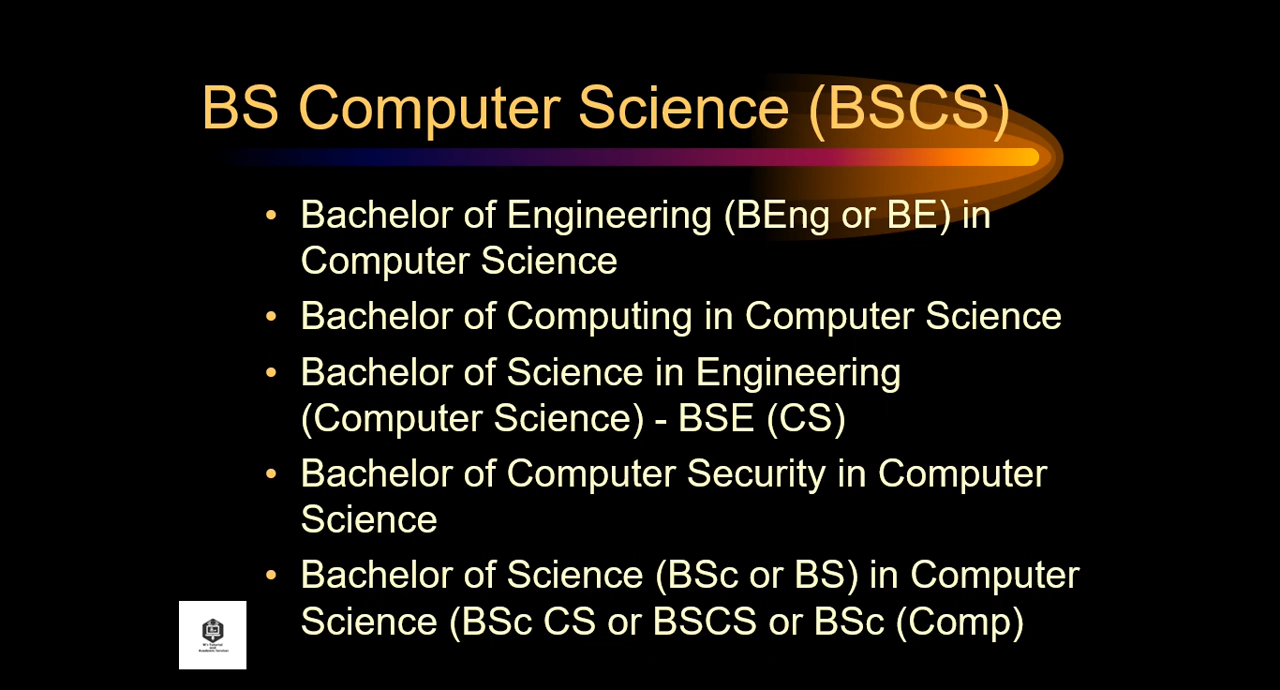 BS Computer Science (BSCS)
• Bachelor of Engineering (BEng or BE) in
Computer Science
• Bachelor of Computing in Computer Science
• Bachelor of Science in Engineering
(Computer Science) - BSE (CS)
• Bachelor of Computer Security in Computer
Science
• Bachelor of Science (BSc or BS) in Computer
Science (BSc CS or BSCS or BSc (Comp)